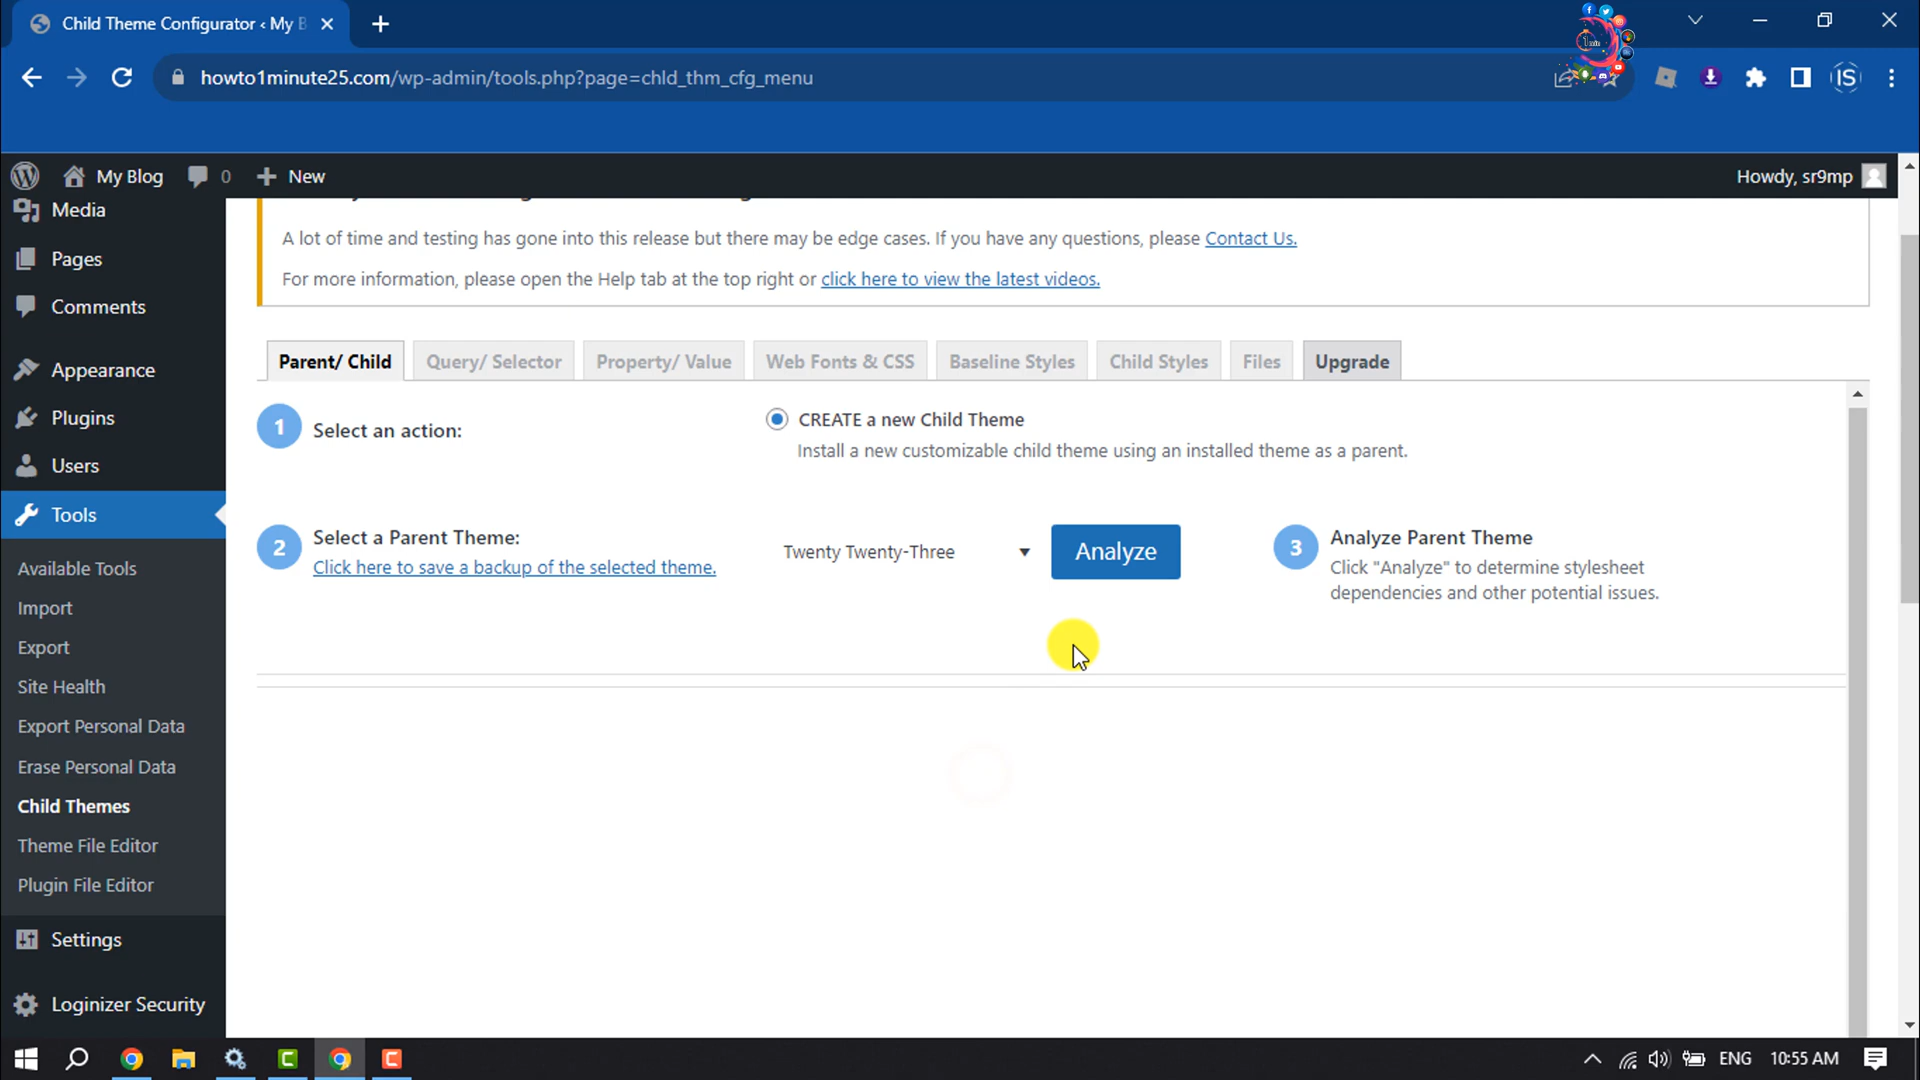 Child Theme Configurator ‹ My B
howto1minute25.com/wp-admin/tools.php?page=chld_thm_cfg_menu
IS
My Blog
0
New
Howdy, sr9mp
Media
Pages
Comments
Appearance
Plugins
Users
Tools
Available Tools
Import
Export
Site Health
Export Personal Data
Erase Personal Data
Child Themes
Theme File Editor
Plugin File Editor
Settings
Loginizer Security
A lot of time and testing has gone into this release but there may be edge cases. If you have any questions, please Contact Us.
For more information, please open the Help tab at the top right or click here to view the latest videos.
Parent/ Child
Query/ Selector
Property/ Value
Web Fonts & CSS
Baseline Styles
Child Styles
Files
Upgrade
1
Select an action:
CREATE a new Child Theme
Install a new customizable child theme using an installed theme as a parent.
2
Select a Parent Theme:
Click here to save a backup of the selected theme.
Twenty Twenty-Three
Analyze
3
Analyze Parent Theme
Click "Analyze" to determine stylesheet
dependencies and other potential issues.
ENG
10:55 AM